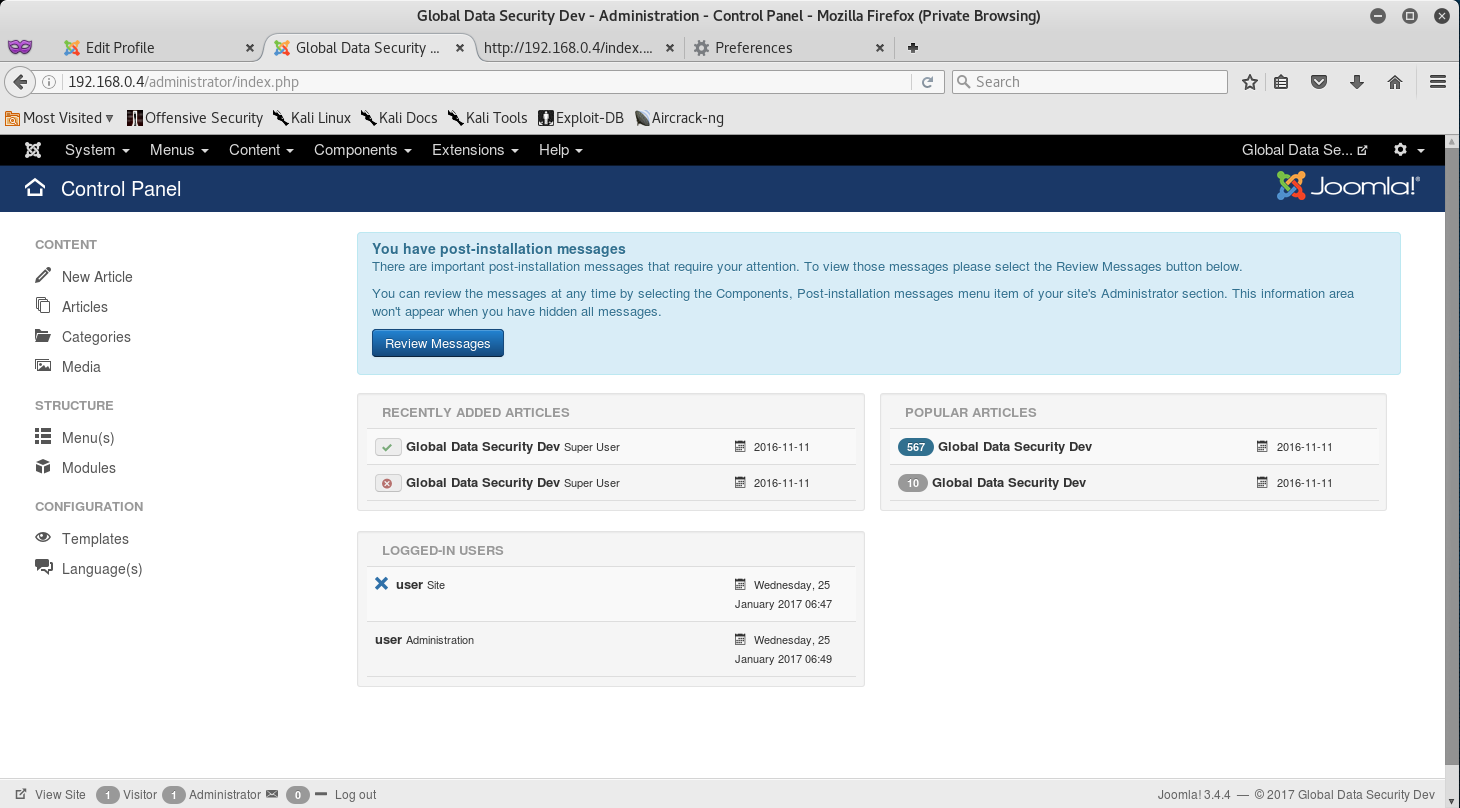 Global Data Security Dev - Administration - Control Panel - Mozilla Firefox (Private Browsing)
Edit Profile
Global Data Security ...
http://192.168.0.4/index....
Preferences
192.168.0.4/administrator/index.php
Search
Most Visited
Offensive Security
Kali Linux
Kali Docs
Kali Tools
Exploit-DB
Aircrack-ng
System
Menus
Content
Components
Extensions
Help
Global Data Se...
Control Panel
Joomla!®
CONTENT
New Article
Articles
Categories
Media
STRUCTURE
Menu(s)
Modules
CONFIGURATION
Templates
Language(s)
You have post-installation messages
There are important post-installation messages that require your attention. To view those messages please select the Review Messages button below.
You can review the messages at any time by selecting the Components, Post-installation messages menu item of your site's Administrator section. This information area
won't appear when you have hidden all messages.
Review Messages
RECENTLY ADDED ARTICLES
Global Data Security Dev Super User 2016-11-11
Global Data Security Dev Super User 2016-11-11
POPULAR ARTICLES
567 Global Data Security Dev 2016-11-11
10 Global Data Security Dev 2016-11-11
LOGGED-IN USERS
user Site Wednesday, 25
January 2017 06:47
user Administration Wednesday, 25
January 2017 06:49
View Site 1 Visitor 1 Administrator 0 Log out
Joomla! 3.4.4 — © 2017 Global Data Security Dev